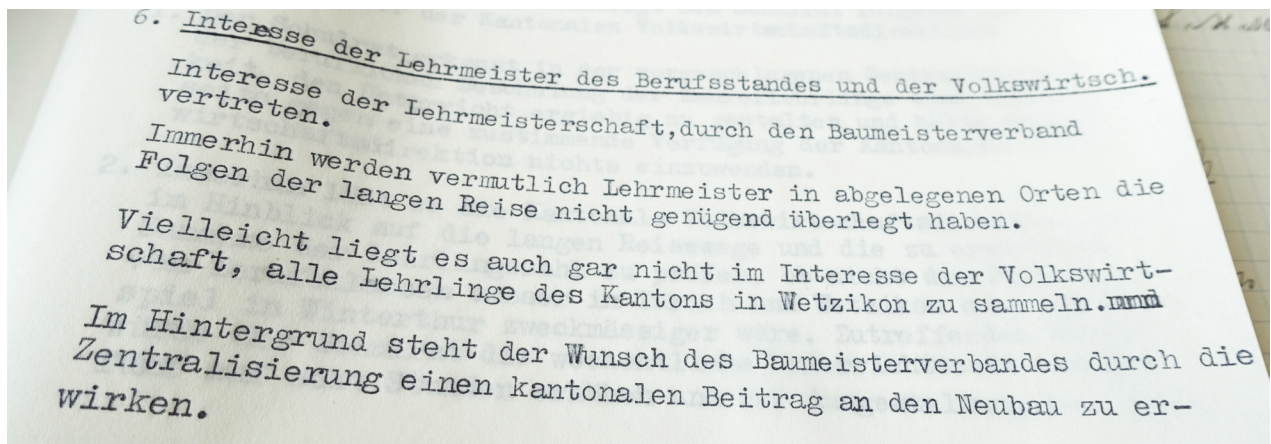 6. Interesse der Lehrmeister des Berufsstandes und der Volkswirtsch.
Interesse der Lehrmeisterschaft,durch den Baumeisterverband
vertreten.
Immerhin werden vermutlich Lehrmeister in abgelegenen Orten die
Folgen der langen Reise nicht genügend überlegt haben.
Vielleicht liegt es auch gar nicht im Interesse der Volkswirt-
schaft, alle Lehrlinge des Kantons in Wetzikon zu sammeln.
Im Hintergrund steht der Wunsch des Baumeisterverbandes durch die
Zentralisierung einen kantonalen Beitrag an den Neubau zu er-
wirken.